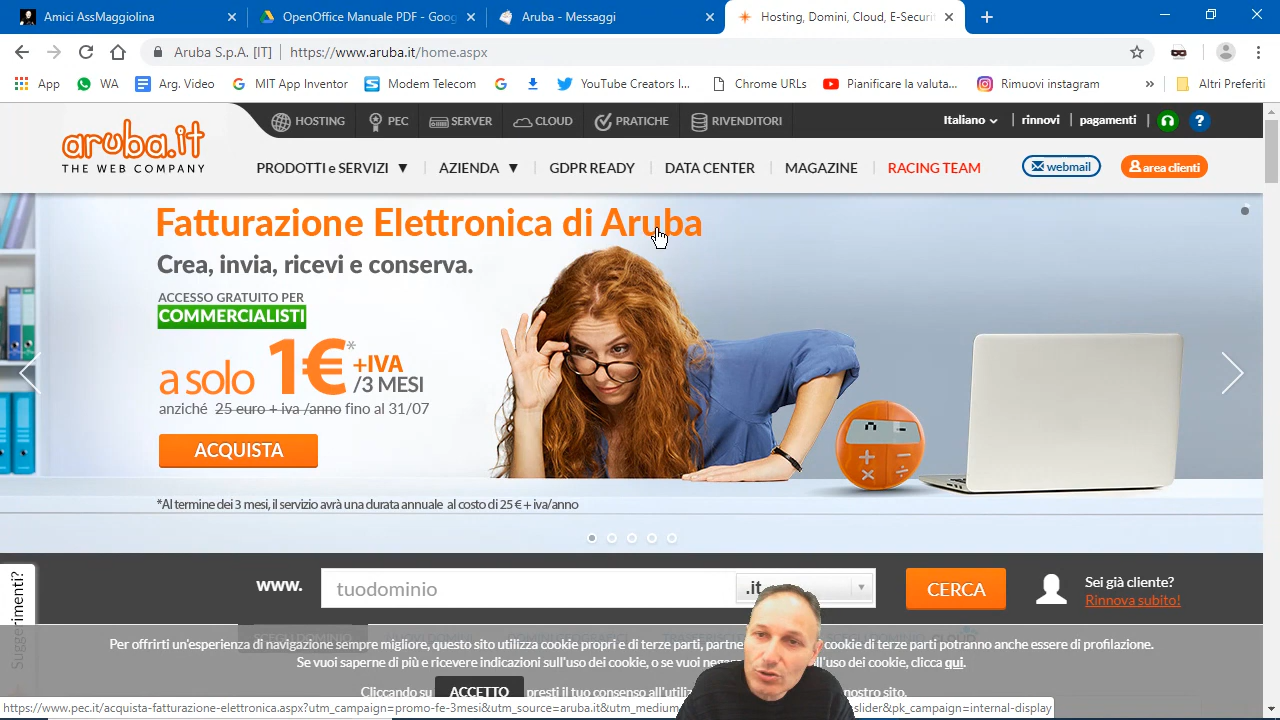 Amici AssMaggiolina
OpenOffice Manuale PDF - Goog
Aruba - Messaggi
Hosting, Domini, Cloud, E-Securi
Aruba S.p.A. [IT] | https://www.aruba.it/home.aspx
App
WA
Arg. Video
MIT App Inventor
Modem Telecom
YouTube Creators I...
Chrome URLs
Pianificare la valuta...
Rimuovi instagram
»
Altri Preferiti
aruba.it
THE WEB COMPANY
HOSTING
PEC
SERVER
CLOUD
PRATICHE
RIVENDITORI
Italiano
rinnovi
pagamenti
?
PRODOTTI e SERVIZI ▼
AZIENDA ▼
GDPR READY
DATA CENTER
MAGAZINE
RACING TEAM
webmail
area clienti
Fatturazione Elettronica di Aruba
Crea, invia, ricevi e conserva.
ACCESSO GRATUITO PER
COMMERCIALISTI
a solo 1€* +IVA
/3 MESI
anziché 25 euro + iva /anno fino al 31/07
ACQUISTA
*Al termine dei 3 mesi, il servizio avrà una durata annuale al costo di 25 € + iva/anno
Suggerimenti?
www.
tuodominio
.it
CERCA
Sei già cliente?
Rinnova subito!
Per offrirti un'esperienza di navigazione sempre migliore, questo sito utilizza cookie propri e di terze parti, partne cookie di terze parti potranno anche essere di profilazione.
Se vuoi saperne di più e ricevere indicazioni sull'uso dei cookie, o se vuoi nega ll'uso dei cookie, clicca qui.
Cliccando su ACCETTO presti il tuo consenso all'utiliz nostro sito.
https://www.pec.it/acquista-fatturazione-elettronica.aspx?utm_campaign=promo-fe-3mesi&utm_source=aruba.it&utm_medium slider&pk_campaign=internal-display